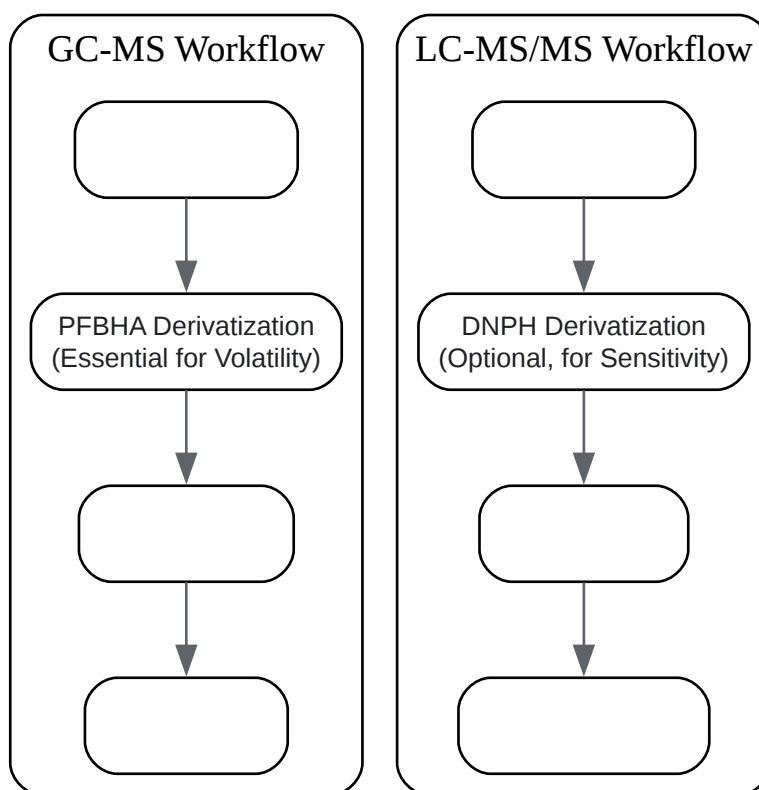 GC-MS Workflow
PFBHA Derivatization
(Essential for Volatility)
LC-MS/MS Workflow
DNPH Derivatization
(Optional, for Sensitivity)